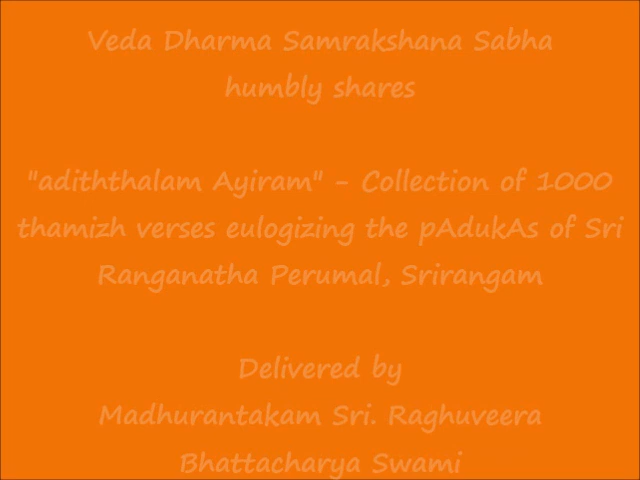 Veda Dharma Samrakshana Sabha
humbly shares
"adiththalam Ayiram" - Collection of 1000
thamizh verses eulogizing the pAdukAs of Sri
Ranganatha Perumal, Srirangam
Delivered by
Madhurantakam Sri. Raghuveera
Bhattacharya Swami